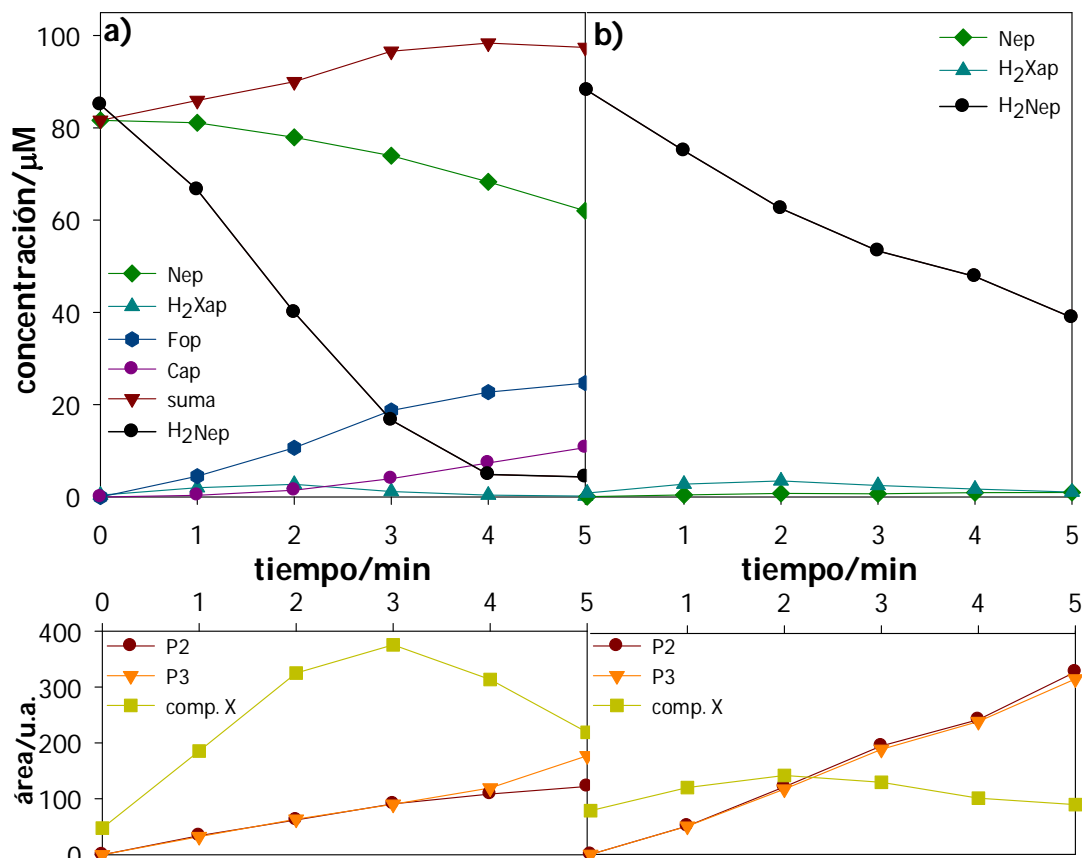 a)
b)
100
80
60
40
20
0
concentración/μM
Nep
H2Xap
Fop
Cap
suma
H2Nep
Nep
H2Xap
H2Nep
0 1 2 3 4 5 1 2 3 4 5
tiempo/min tiempo/min
0 1 2 3 4 5 1 2 3 4 5
400
300
200
100
0
área/u.a.
P2
P3
comp. X
P2
P3
comp. X